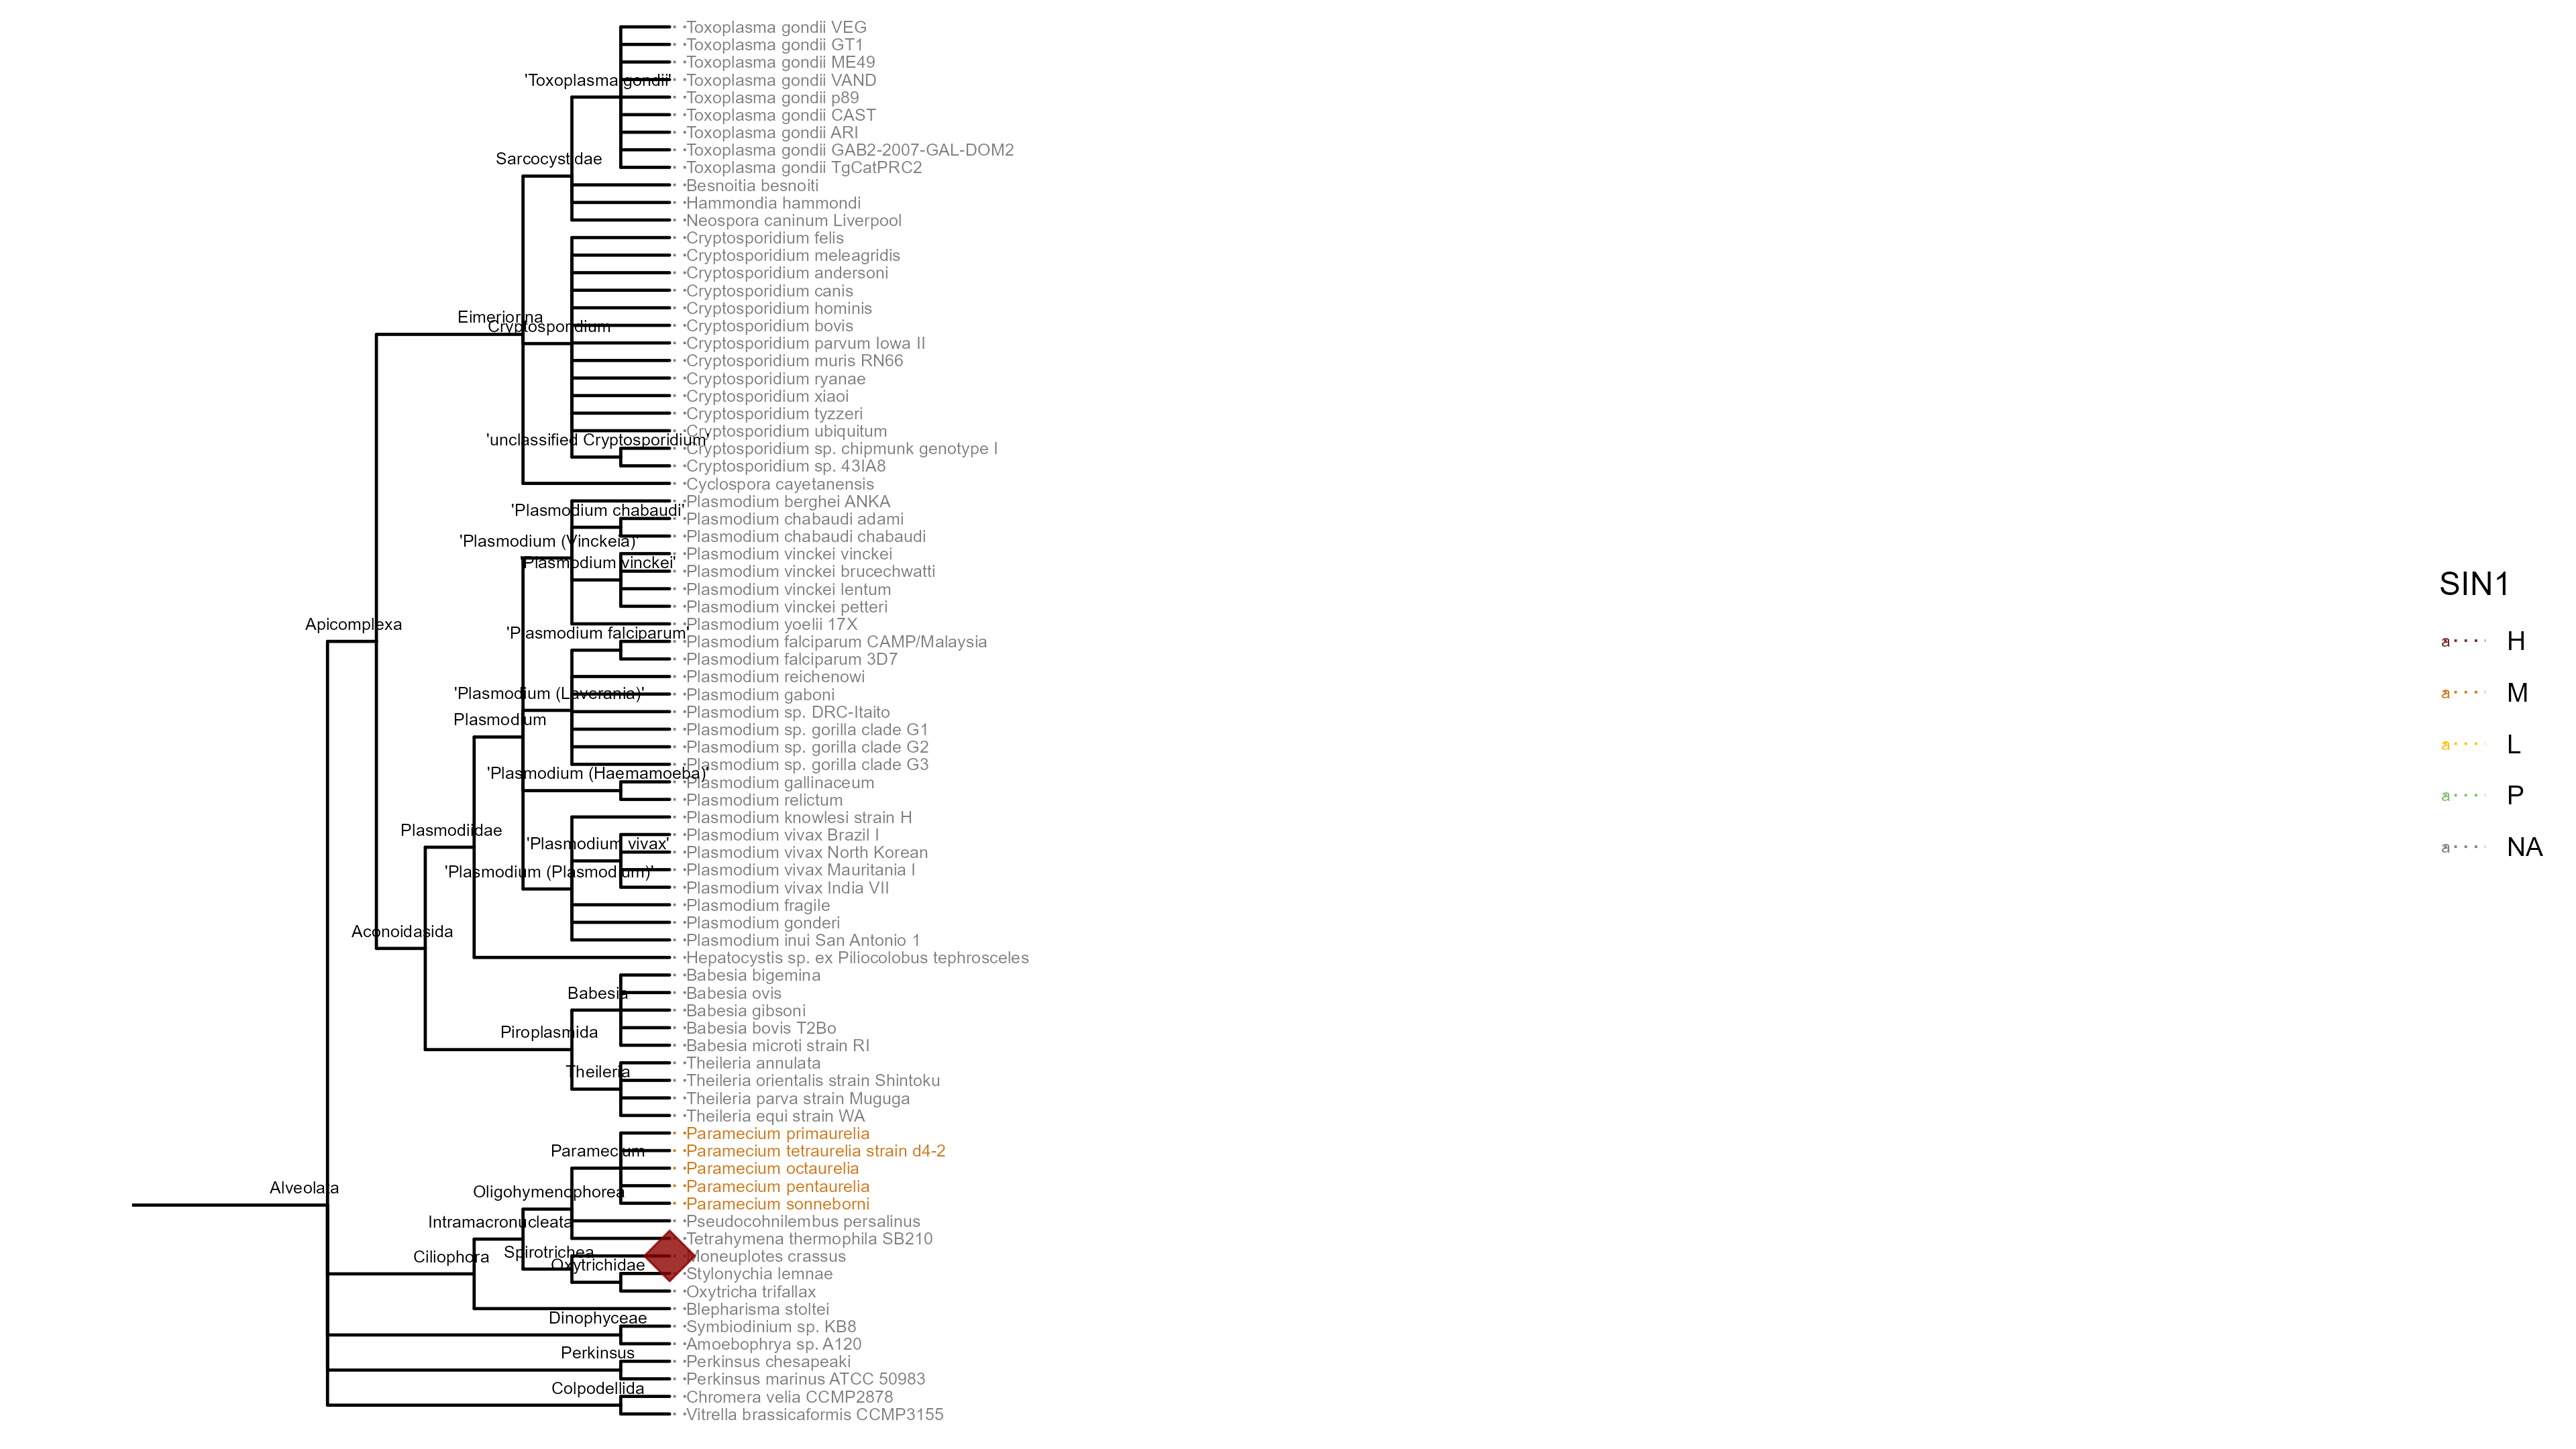 Toxoplasma gondii VEG
Toxoplasma gondii GT1
Toxoplasma gondii ME49
'Toxoplasma gondii'
Toxoplasma gondii VAND
Toxoplasma gondii p89
Toxoplasma gondii CAST
Toxoplasma gondii ARI
Toxoplasma gondii GAB2-2007-GAL-DOM2
Sarcocystidae
Toxoplasma gondii TgCatPRC2
Besnoitia besnoiti
Hammondia hammondi
Neospora caninum Liverpool
Cryptosporidium felis
Cryptosporidium meleagridis
Cryptosporidium andersoni
Cryptosporidium canis
Cryptosporidium hominis
Eimeriorina
Cryptosporidium
Cryptosporidium bovis
Cryptosporidium parvum Iowa II
Cryptosporidium muris RN66
Cryptosporidium ryanae
Cryptosporidium xiaoi
Cryptosporidium tyzzeri
Cryptosporidium ubiquitum
'unclassified Cryptosporidium'
Cryptosporidium sp. chipmunk genotype I
Cryptosporidium sp. 43IA8
Cyclospora cayetanensis
Plasmodium berghei ANKA
'Plasmodium chabaudi'
Plasmodium chabaudi adami
Plasmodium chabaudi chabaudi
'Plasmodium (Vinckeia)'
Plasmodium vinckei vinckei
'Plasmodium vinckei'
Plasmodium vinckei brucechwatti
Plasmodium vinckei lentum
Plasmodium vinckei petteri
Apicomplexa
Plasmodium yoelii 17X
'Plasmodium falciparum'
Plasmodium falciparum CAMP/Malaysia
Plasmodium falciparum 3D7
Plasmodium reichenowi
'Plasmodium (Laverania)'
Plasmodium gaboni
Plasmodium sp. DRC-Itaito
Plasmodium
Plasmodium sp. gorilla clade G1
Plasmodium sp. gorilla clade G2
Plasmodium sp. gorilla clade G3
'Plasmodium (Haemamoeba)'
Plasmodium gallinaceum
Plasmodium relictum
Plasmodium knowlesi strain H
Plasmodiidae
Plasmodium vivax Brazil I
'Plasmodium vivax'
Plasmodium vivax North Korean
'Plasmodium (Plasmodium)'
Plasmodium vivax Mauritania I
Plasmodium vivax India VII
Plasmodium fragile
Plasmodium gonderi
Aconoidasida
Plasmodium inui San Antonio 1
Hepatocystis sp. ex Piliocolobus tephrosceles
Babesia bigemina
Babesia
Babesia ovis
Babesia gibsoni
Piroplasmida
Babesia bovis T2Bo
Babesia microti strain RI
Theileria annulata
Theileria
Theileria orientalis strain Shintoku
Theileria parva strain Muguga
Theileria equi strain WA
Paramecium primaurelia
Paramecium
Paramecium tetraurelia strain d4-2
Paramecium octaurelia
Alveolata
Oligohymenophorea
Paramecium pentaurelia
Paramecium sonneborni
Intramacronucleata
Pseudocohnilembus persalinus
Tetrahymena thermophila SB210
Ciliophora
Spirotrichea
Moneuplotes crassus
Oxytrichidae
Stylonychia lemnae
Oxytricha trifallax
Blepharisma stoltei
Dinophyceae
Symbiodinium sp. KB8
Amoebophrya sp. A120
Perkinsus
Perkinsus chesapeaki
Perkinsus marinus ATCC 50983
Colpodellida
Chromera velia CCMP2878
Vitrella brassicaformis CCMP3155
SIN1
a H
a M
a L
a P
a NA